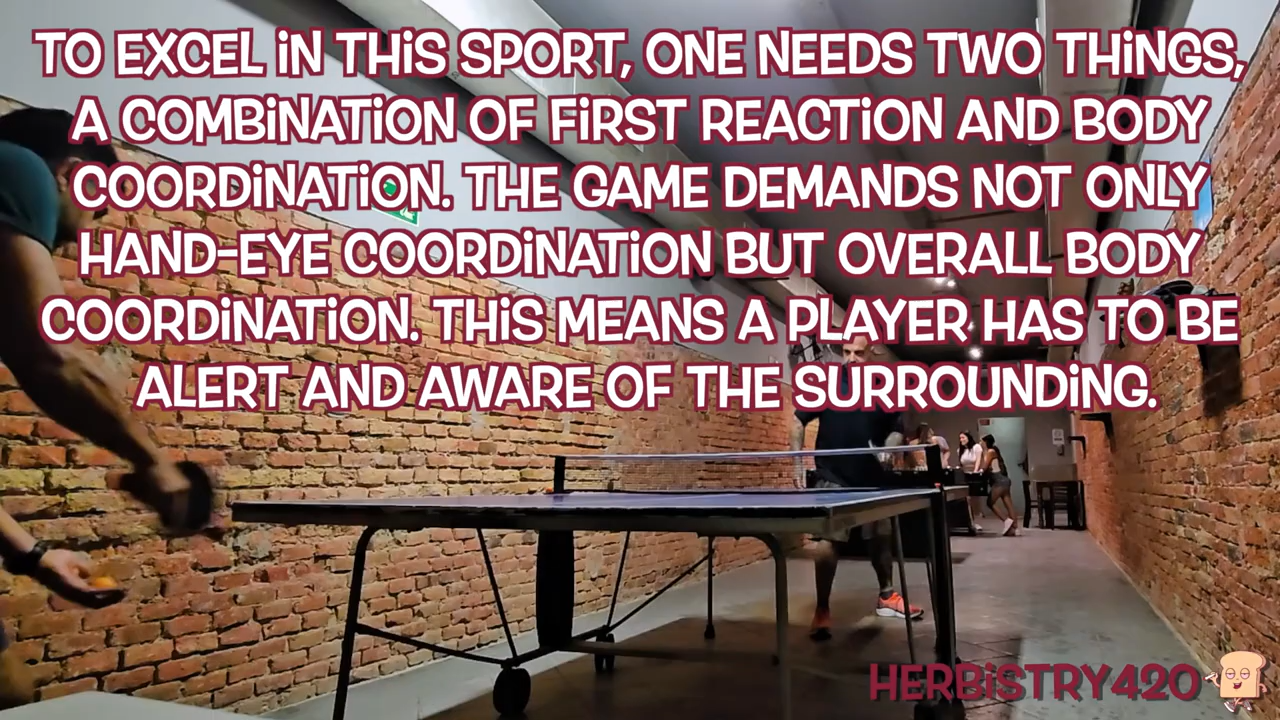 TO EXCEL iN THiS SPORT, ONE NEEDS TWO THiNGS,
A COMBiNATiON OF FiRST REACTiON AND BODY
COORDiNATiON. THE GAME DEMANDS NOT ONLY
HAND-EYE COORDiNATiON BUT OVERALL BODY
COORDiNATiON. THiS MEANS A PLAYER HAS TO BE
ALERT AND AWARE OF THE SURROUNDiNG.
HERBiSTRY420